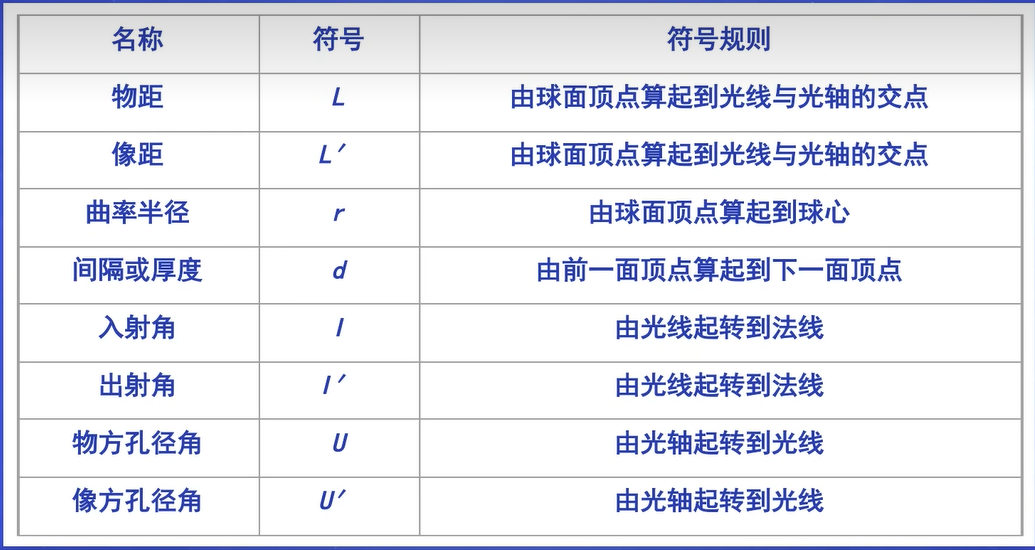 名称 符号 符号规则
物距 L 由球面顶点算起到光线与光轴的交点
像距 L′ 由球面顶点算起到光线与光轴的交点
曲率半径 r 由球面顶点算起到球心
间隔或厚度 d 由前一面顶点算起到下一面顶点
入射角 I 由光线起转到法线
出射角 I′ 由光线起转到法线
物方孔径角 U 由光轴起转到光线
像方孔径角 U′ 由光轴起转到光线